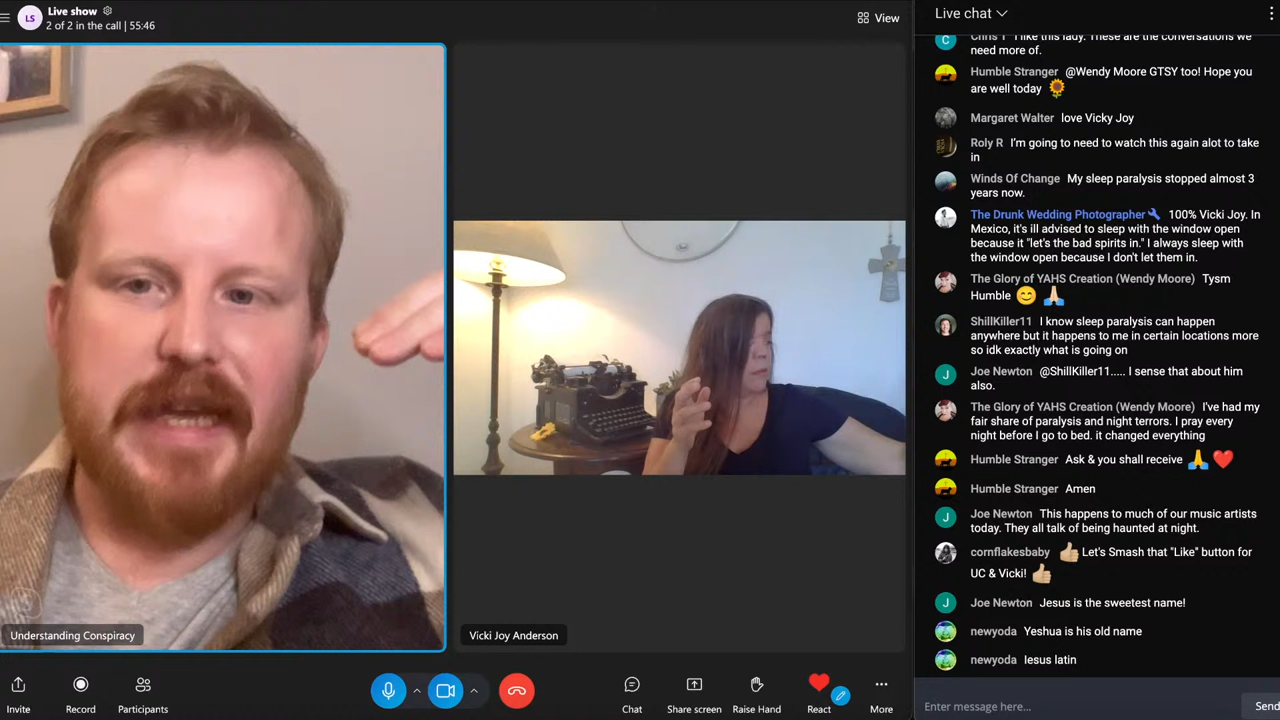 LS
Live show
2 of 2 in the call | 55:46
View
Understanding Conspiracy
Vicki Joy Anderson
Invite
Record
Participants
Chat
Share screen
Raise Hand
React
More
Live chat
C
Chris T I like this lady. These are the conversations we
need more of.
Humble Stranger @Wendy Moore GTSY too! Hope you
are well today 🌻
Margaret Walter love Vicky Joy
Roly R I'm going to need to watch this again alot to take
in
Winds Of Change My sleep paralysis stopped almost 3
years now.
The Drunk Wedding Photographer 100% Vicki Joy. In
Mexico, it's ill advised to sleep with the window open
because it "let's the bad spirits in." I always sleep with
the window open because I don't let them in.
The Glory of YAHS Creation (Wendy Moore) Tysm
Humble 😊 🙏🏻
ShillKiller11 I know sleep paralysis can happen
anywhere but it happens to me in certain locations more
so idk exactly what is going on
J
Joe Newton @ShillKiller11..... I sense that about him
also.
The Glory of YAHS Creation (Wendy Moore) I've had my
fair share of paralysis and night terrors. I pray every
night before I go to bed. it changed everything
Humble Stranger Ask & you shall receive 🙏 ❤️
Humble Stranger Amen
J
Joe Newton This happens to much of our music artists
today. They all talk of being haunted at night.
cornflakesbaby 👍🏼Let's Smash that "Like" button for
UC & Vicki! 👍🏼
J
Joe Newton Jesus is the sweetest name!
newyoda Yeshua is his old name
newyoda Iesus latin
Enter message here...
Send